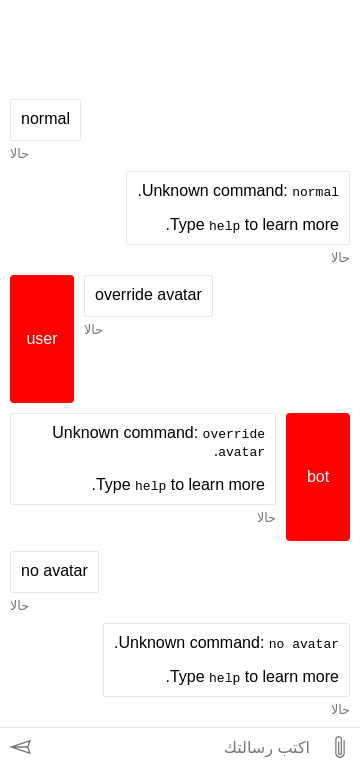 normal
حالا
Unknown command: normal.
Type help to learn more.
حالا
user
override avatar
حالا
Unknown command: override
avatar.
Type help to learn more.
حالا
bot
no avatar
حالا
Unknown command: no avatar.
Type help to learn more.
حالا
اكتب رسالتك